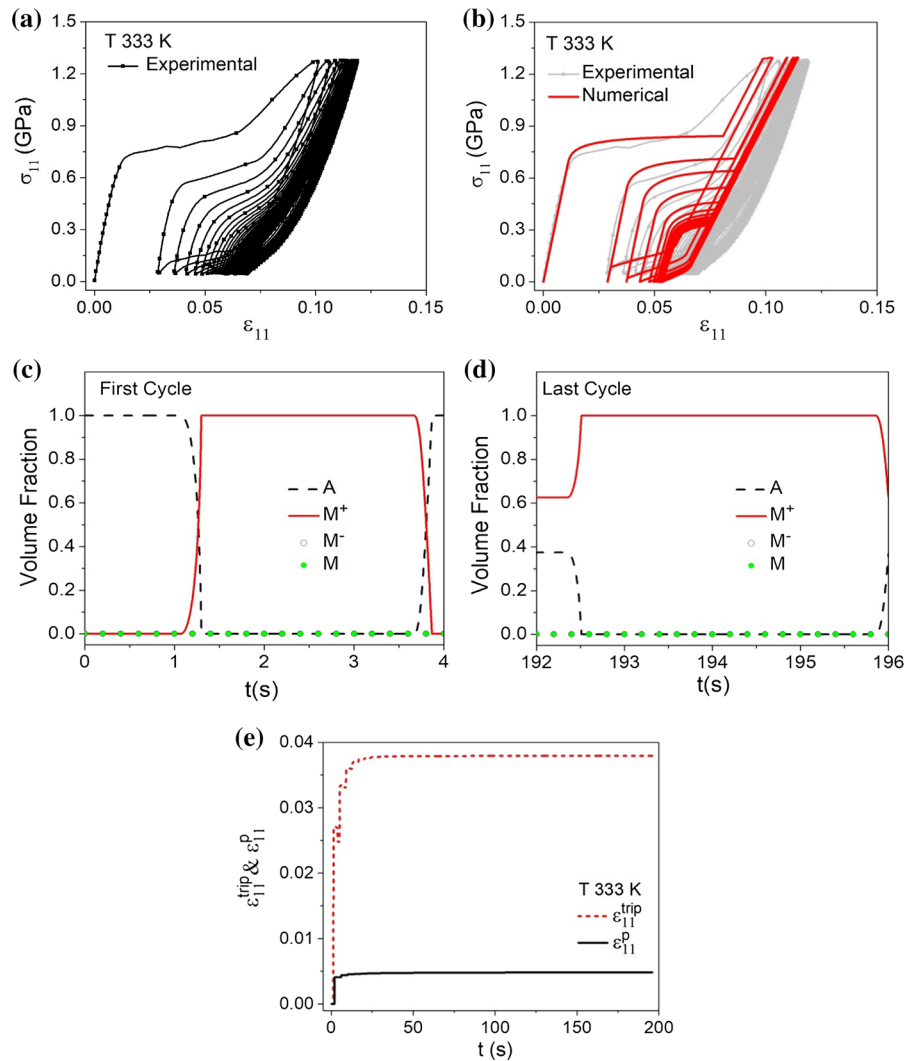 (a)
1.5
1.2
0.9
0.6
0.3
0.0
σ11 (GPa)
T 333 K
Experimental
0.00
0.05
0.10
0.15
ε11
(b)
1.5
1.2
0.9
0.6
0.3
0.0
σ11 (GPa)
T 333 K
Experimental
Numerical
0.00
0.05
0.10
0.15
ε11
(c)
First Cycle
1.0
0.8
0.6
0.4
0.2
0.0
Volume Fraction
A
M+
M-
M
0
1
2
3
4
t(s)
(d)
Last Cycle
1.0
0.8
0.6
0.4
0.2
0.0
Volume Fraction
A
M+
M-
M
192
193
194
195
196
t(s)
(e)
0.04
0.03
0.02
0.01
0.00
ε11trip & ε11p
T 333 K
ε11trip
ε11p
0
50
100
150
200
t (s)